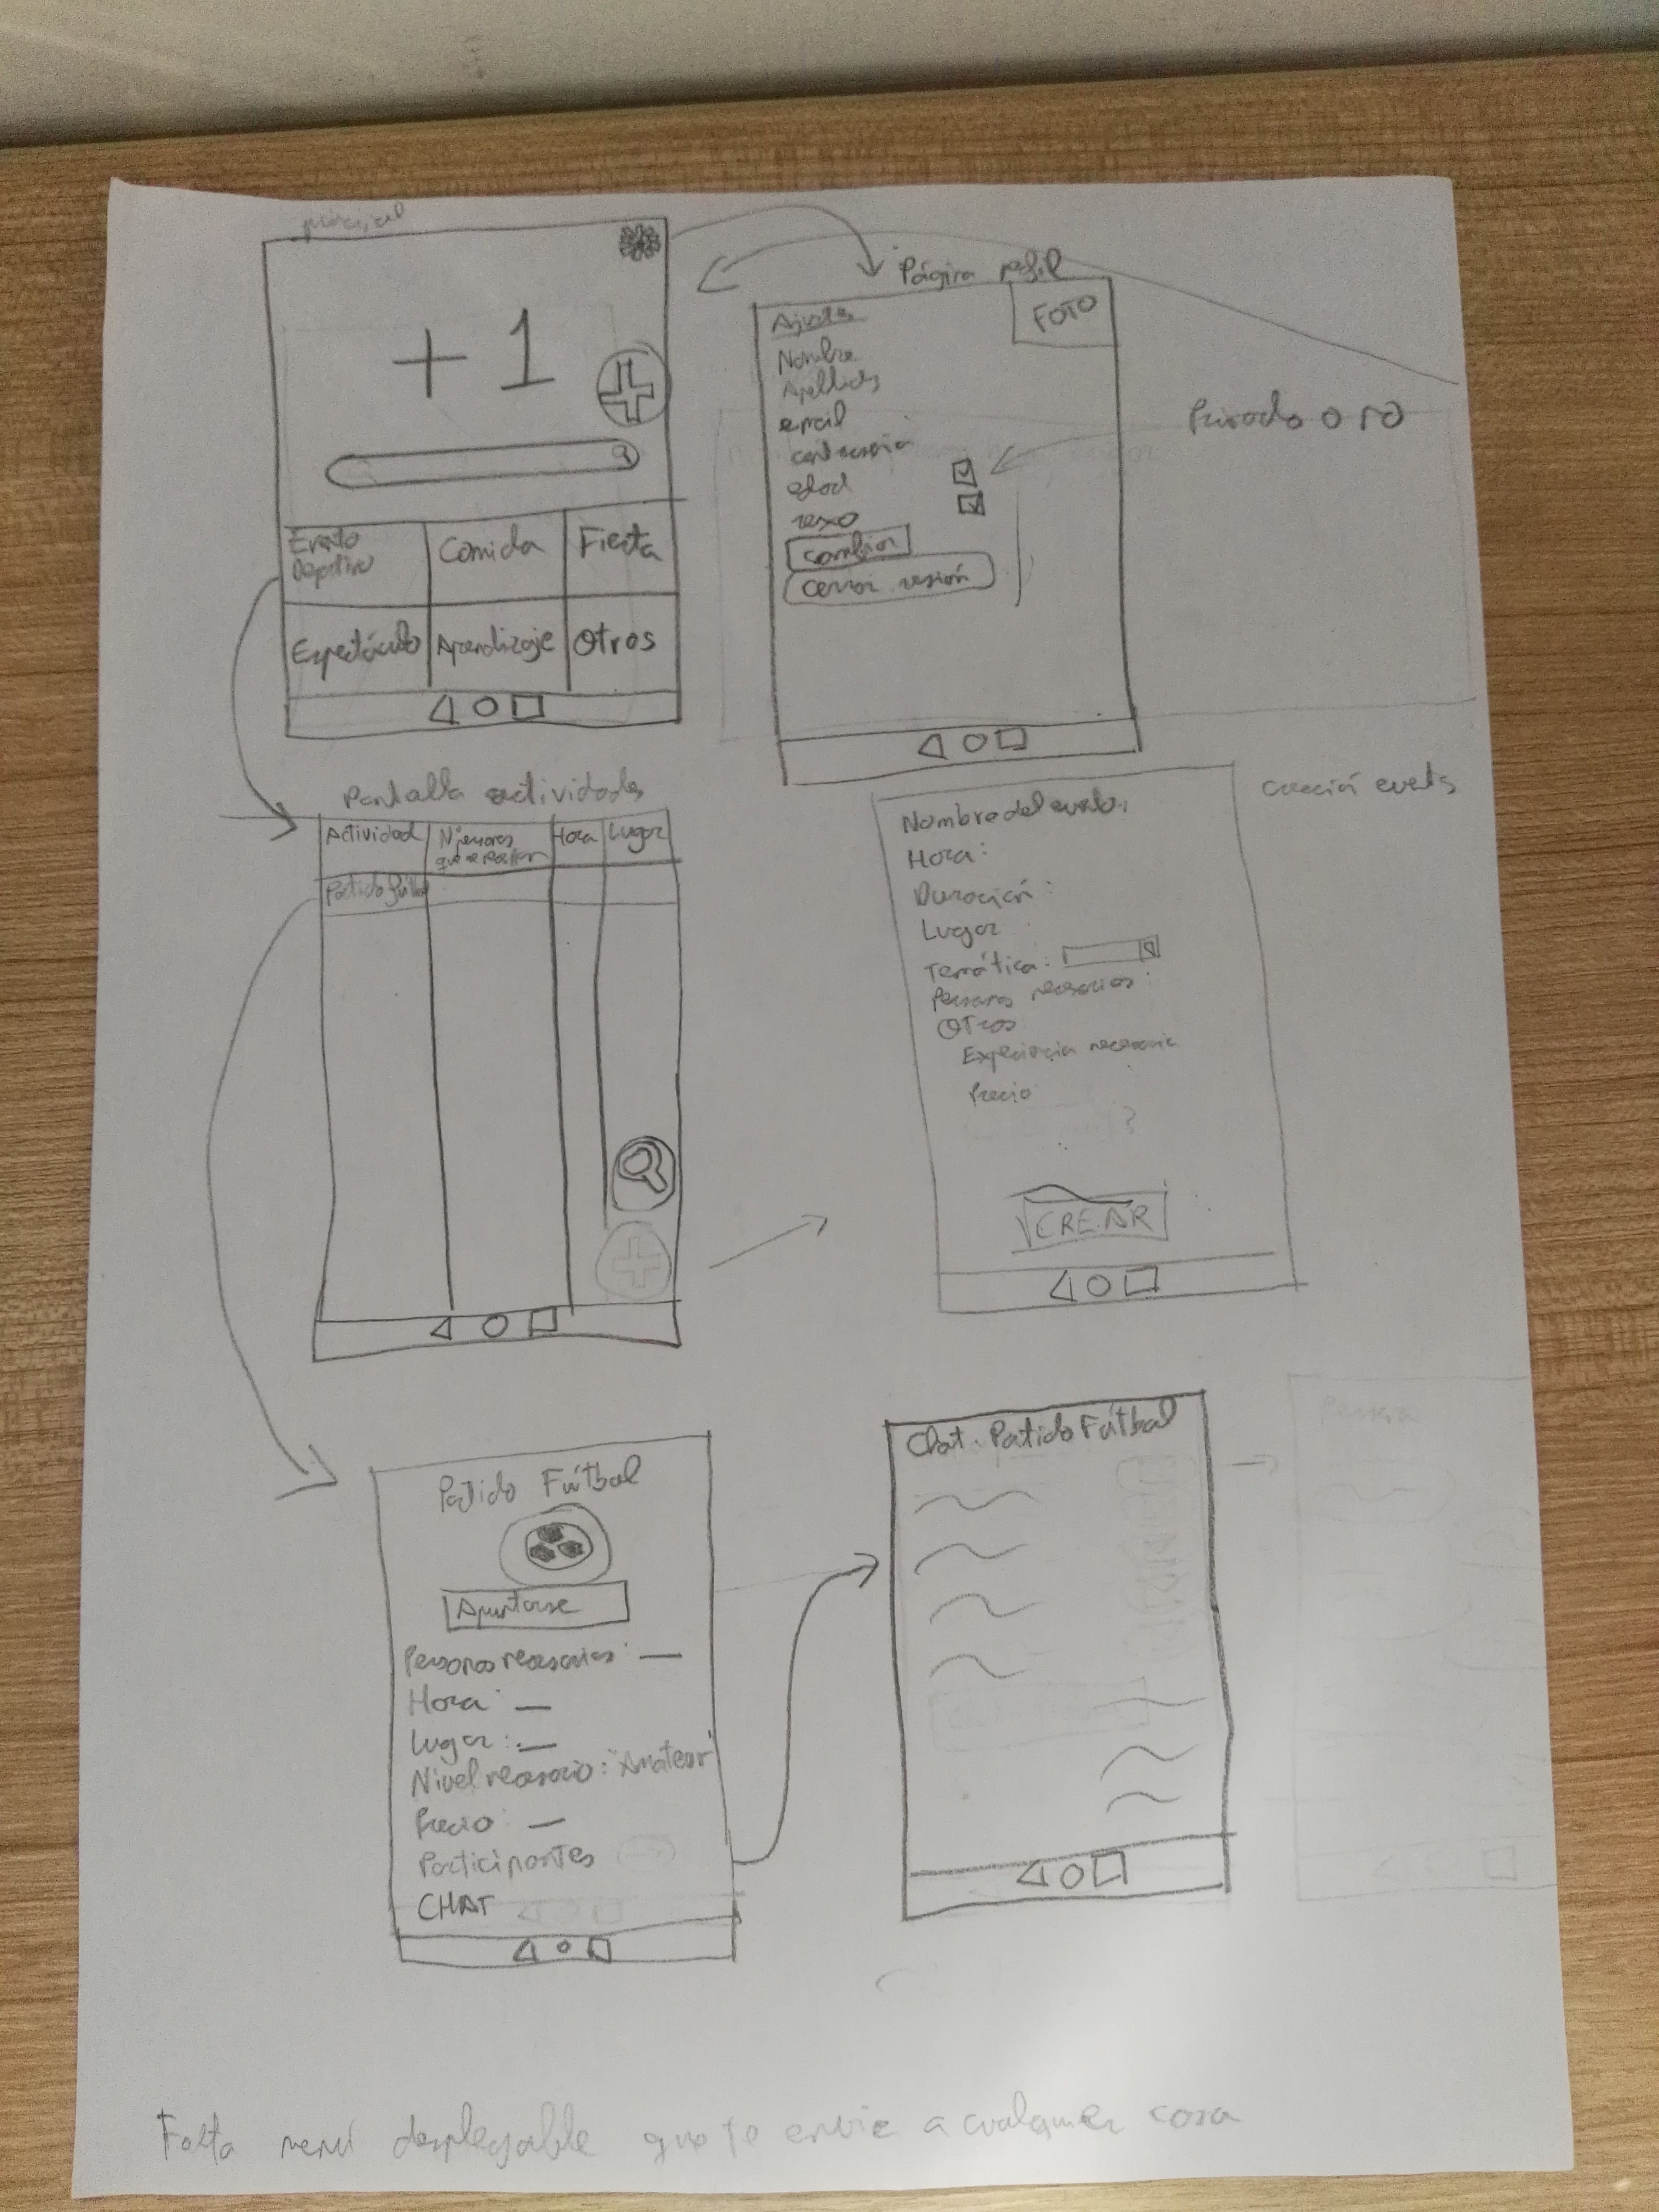 principal
+ 1
Evento
Deportivo
Comida
Fiesta
Espectáculo
Aprendizaje
Otros
Página perfil
Ajustes
FOTO
Nombre
Apellidos
email
contraseña
edad
sexo
cambiar
cerrar sesión
Privado o no
Pantalla actividades
Actividad
Nº personas
que se necesitan
Hora
Lugar
Partido fútbol
creación evento
Nombre del evento:
Hora:
Duración:
Lugar
Temática:
Personas necesarias:
Otros
Experiencia necesaria
Precio
?
CREAR
Partido Fútbol
Apuntarse
Personas necesarias: —
Hora: —
Lugar: —
Nivel necesario: "Amateur"
Precio: —
Participantes
CHAT
Chat. Partido Fútbol
Falta menú desplegable que te envie a cualquier cosa